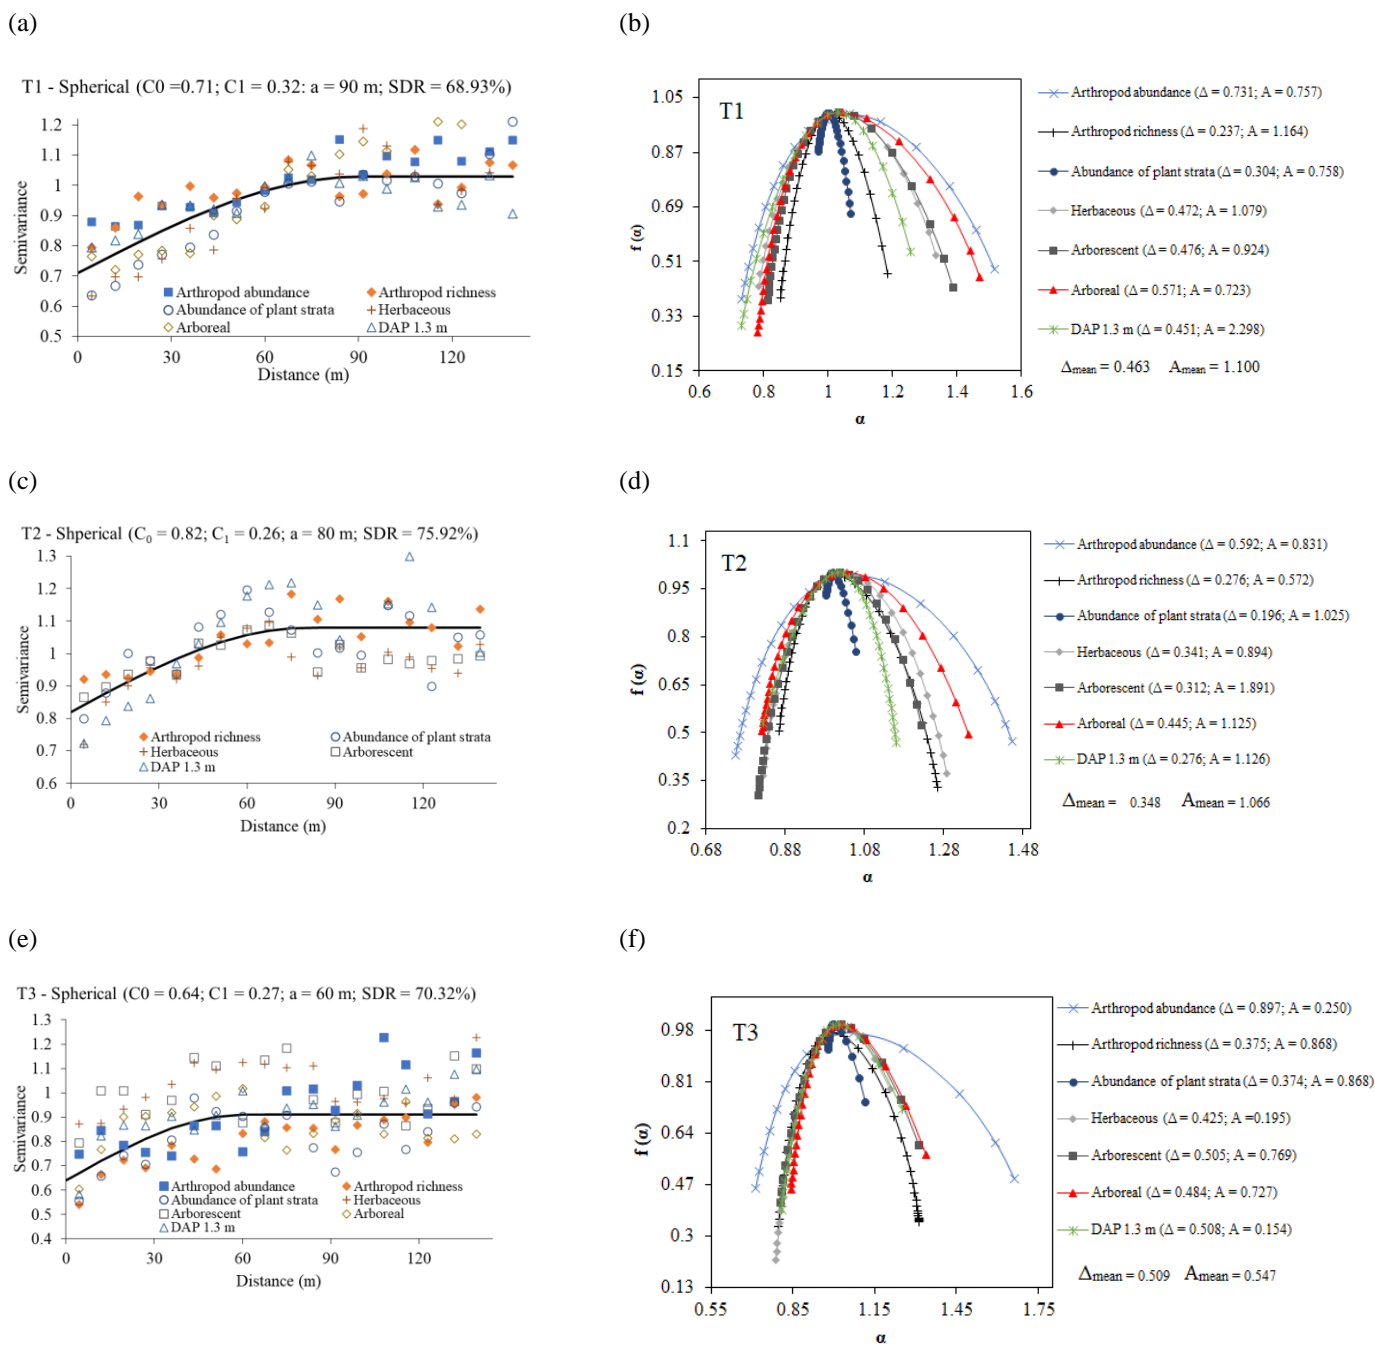 (a)
(b)
T1 - Spherical (C0 =0.71; C1 = 0.32: a = 90 m; SDR = 68.93%)
1.2
1.1
1
0.9
0.8
0.7
0.6
0.5
Semivariance
Arthropod abundance
Arthropod richness
Abundance of plant strata
Herbaceous
Arboreal
DAP 1.3 m
0
30
60
90
120
Distance (m)
T1
1.05
0.87
0.69
0.51
0.33
0.15
f (α)
0.6
0.8
1
1.2
1.4
1.6
α
Arthropod abundance (Δ = 0.731; A = 0.757)
Arthropod richness (Δ = 0.237; A = 1.164)
Abundance of plant strata (Δ = 0.304; A = 0.758)
Herbaceous (Δ = 0.472; A = 1.079)
Arborescent (Δ = 0.476; A = 0.924)
Arboreal (Δ = 0.571; A = 0.723)
DAP 1.3 m (Δ = 0.451; A = 2.298)
Δmean = 0.463 Amean = 1.100
(c)
(d)
T2 - Shperical (C0 = 0.82; C1 = 0.26; a = 80 m; SDR = 75.92%)
1.3
1.2
1.1
1.0
0.9
0.8
0.7
0.6
Semivariance
Arthropod richness
Abundance of plant strata
Herbaceous
Arborescent
DAP 1.3 m
0
30
60
90
120
Distance (m)
T2
1.1
0.95
0.8
0.65
0.5
0.35
0.2
f (α)
0.68
0.88
1.08
1.28
1.48
α
Arthropod abundance (Δ = 0.592; A = 0.831)
Arthropod richness (Δ = 0.276; A = 0.572)
Abundance of plant strata (Δ = 0.196; A = 1.025)
Herbaceous (Δ = 0.341; A = 0.894)
Arborescent (Δ = 0.312; A = 1.891)
Arboreal (Δ = 0.445; A = 1.125)
DAP 1.3 m (Δ = 0.276; A = 1.126)
Δmean = 0.348 Amean = 1.066
(e)
(f)
T3 - Spherical (C0 = 0.64; C1 = 0.27; a = 60 m; SDR = 70.32%)
1.3
1.2
1.1
1
0.9
0.8
0.7
0.6
0.5
0.4
Semivariance
Arthropod abundance
Arthropod richness
Abundance of plant strata
Herbaceous
Arborescent
Arboreal
DAP 1.3 m
0
30
60
90
120
Distance (m)
T3
0.98
0.81
0.64
0.47
0.3
0.13
f (α)
0.55
0.85
1.15
1.45
1.75
α
Arthropod abundance (Δ = 0.897; A = 0.250)
Arthropod richness (Δ = 0.375; A = 0.868)
Abundance of plant strata (Δ = 0.374; A = 0.868)
Herbaceous (Δ = 0.425; A =0.195)
Arborescent (Δ = 0.505; A = 0.769)
Arboreal (Δ = 0.484; A = 0.727)
DAP 1.3 m (Δ = 0.508; A = 0.154)
Δmean = 0.509 Amean = 0.547